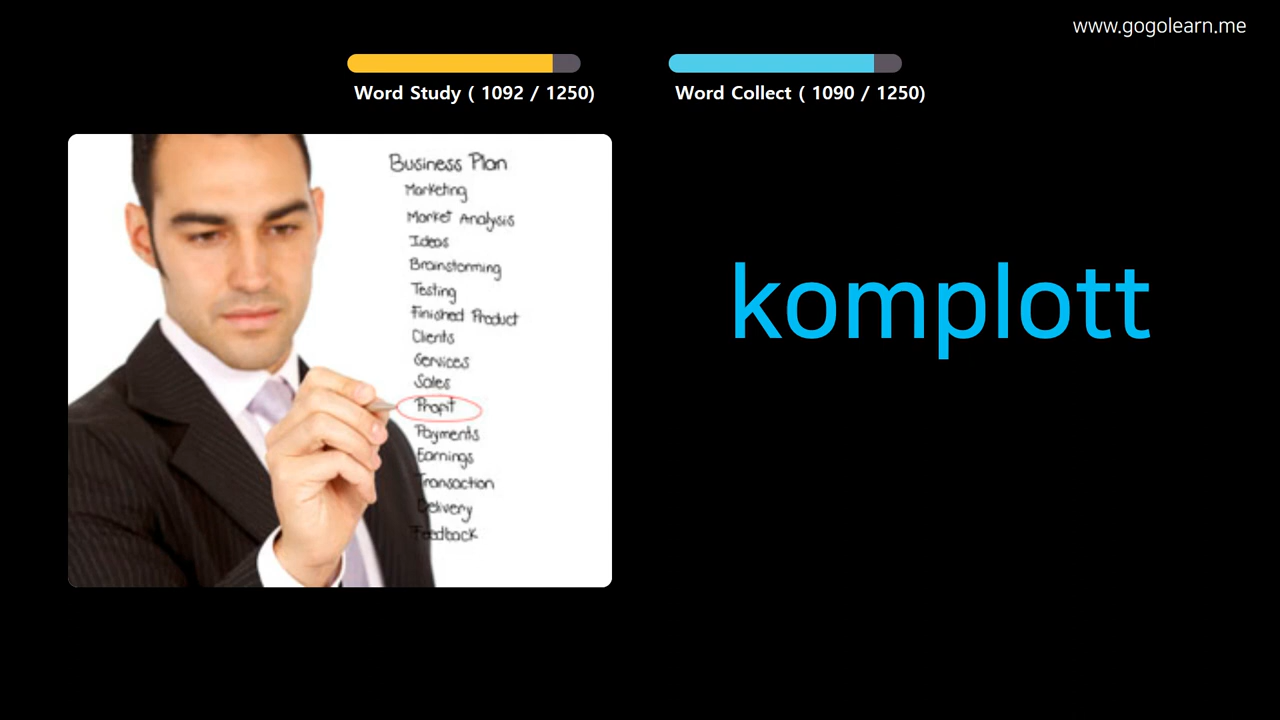 www.gogolearn.me
Word Study ( 1092 / 1250)
Word Collect ( 1090 / 1250)
Business Plan
Marketing
Market Analysis
Ideas
Brainstorming
Testing
Finished Product
Clients
Services
Sales
Profit
Payments
Earnings
Transaction
Delivery
Feedback
komplott